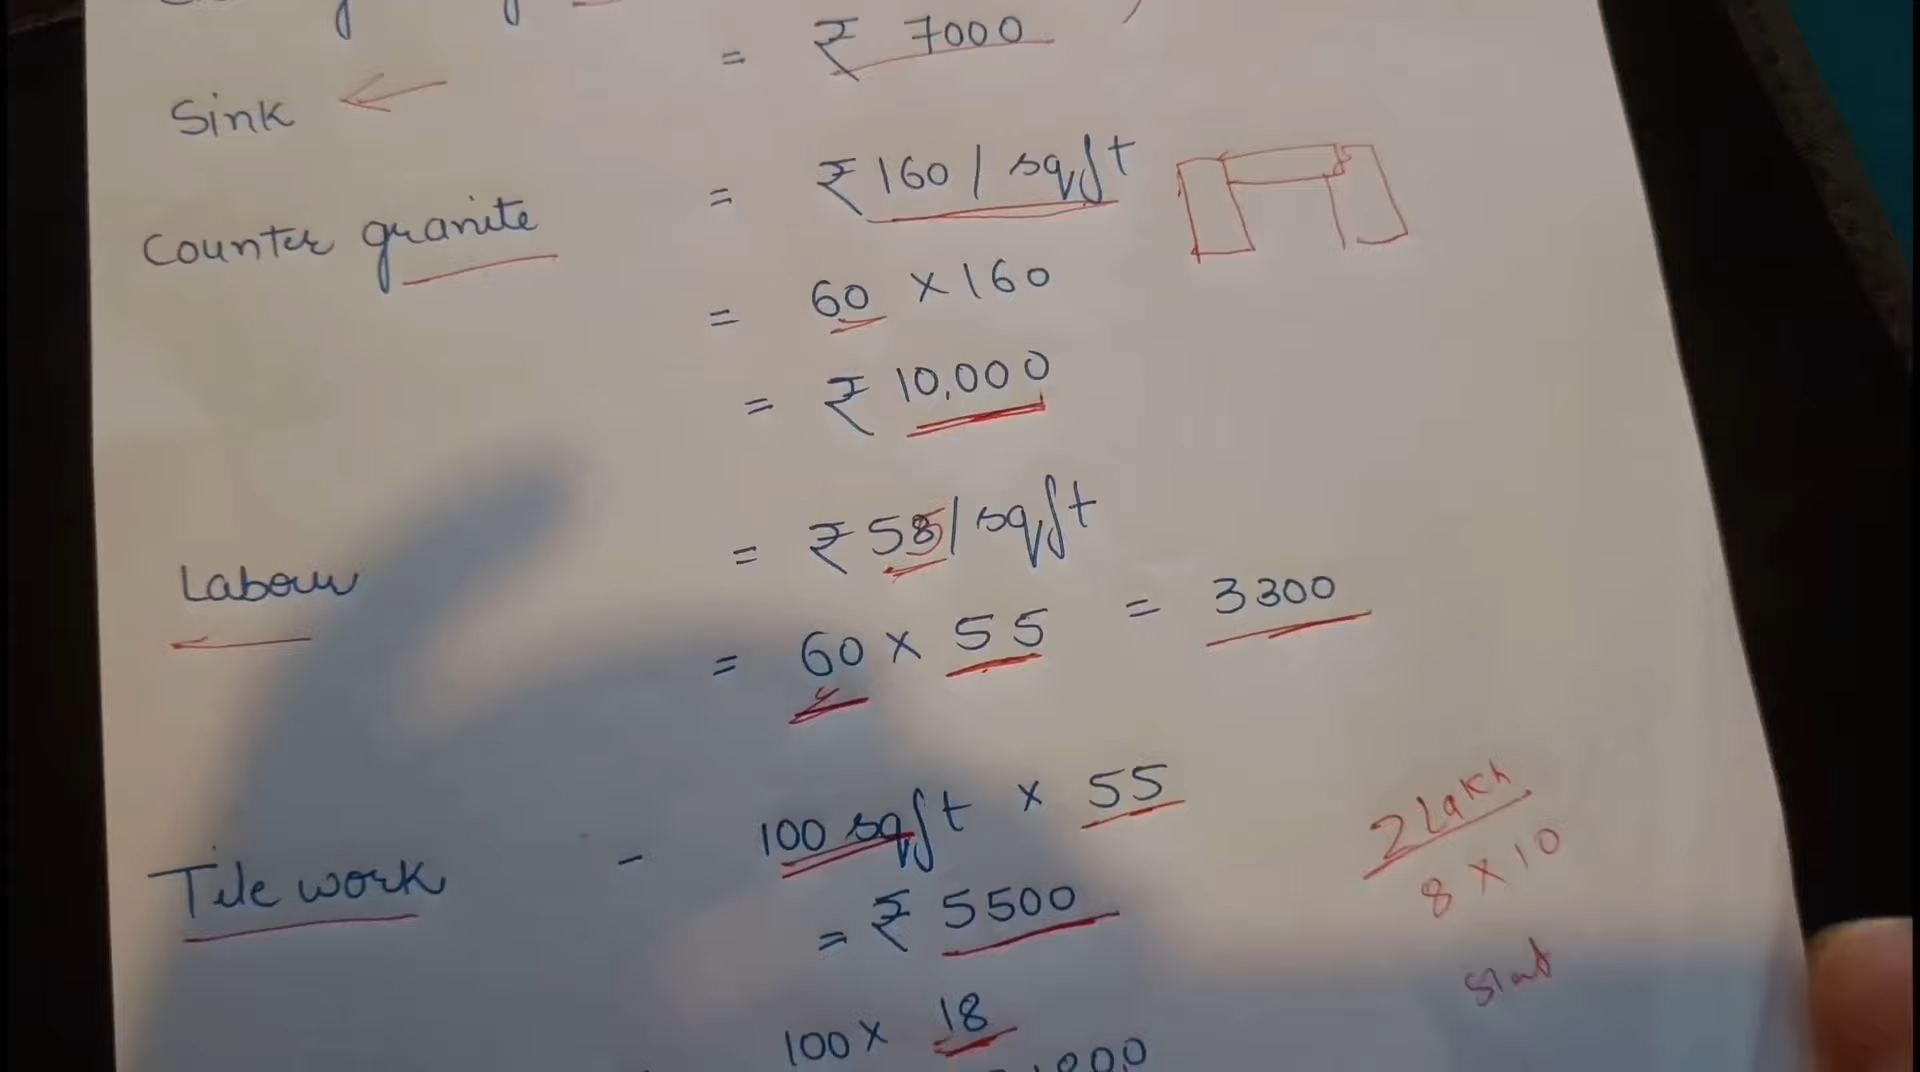 = ₹ 7000
Sink
Counter granite = ₹160 / sqft
= 60 × 160
= ₹ 10,000
Labour = ₹55/sqft
= 60 × 55 = 3300
Tile work - 100 sqft × 55
= ₹ 5500
2 Lakh
8 × 10
100 × 18